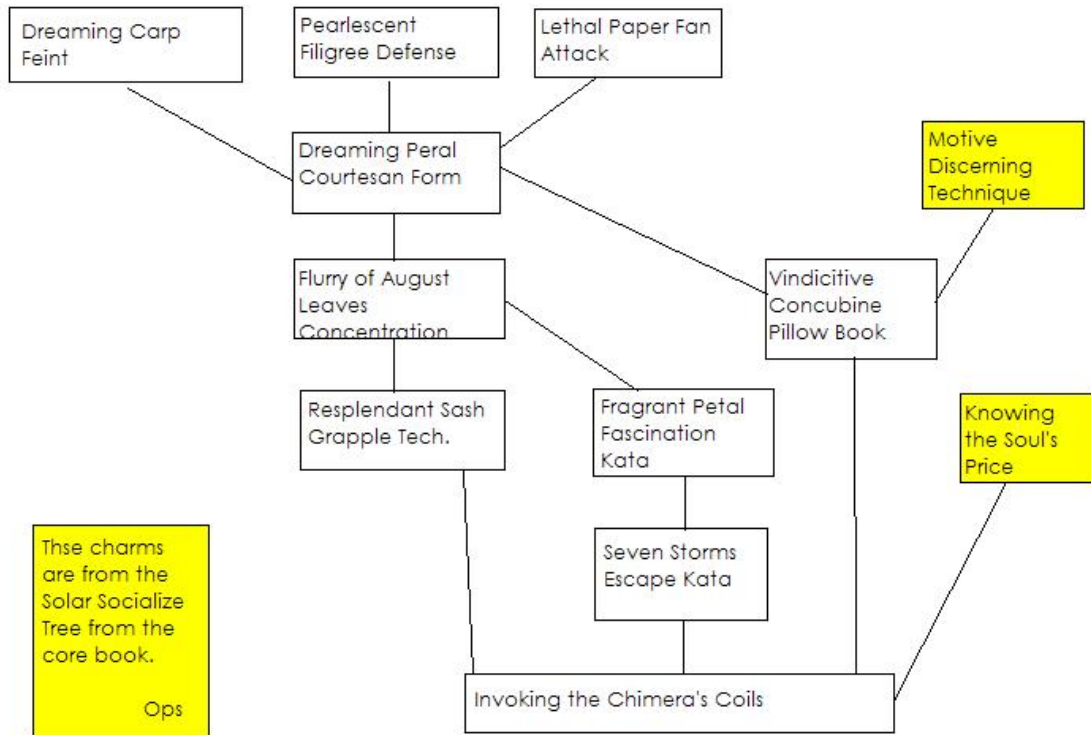 Dreaming Carp
Feint
Pearlescent
Filigree Defense
Lethal Paper Fan
Attack
Dreaming Peral
Courtesan Form
Motive
Discerning
Technique
Flurry of August
Leaves
Concentration
Vindicitive
Concubine
Pillow Book
Resplendant Sash
Grapple Tech.
Fragrant Petal
Fascination
Kata
Knowing
the Soul's
Price
Thse charms
are from the
Solar Socialize
Tree from the
core book.
Ops
Seven Storms
Escape Kata
Invoking the Chimera's Coils